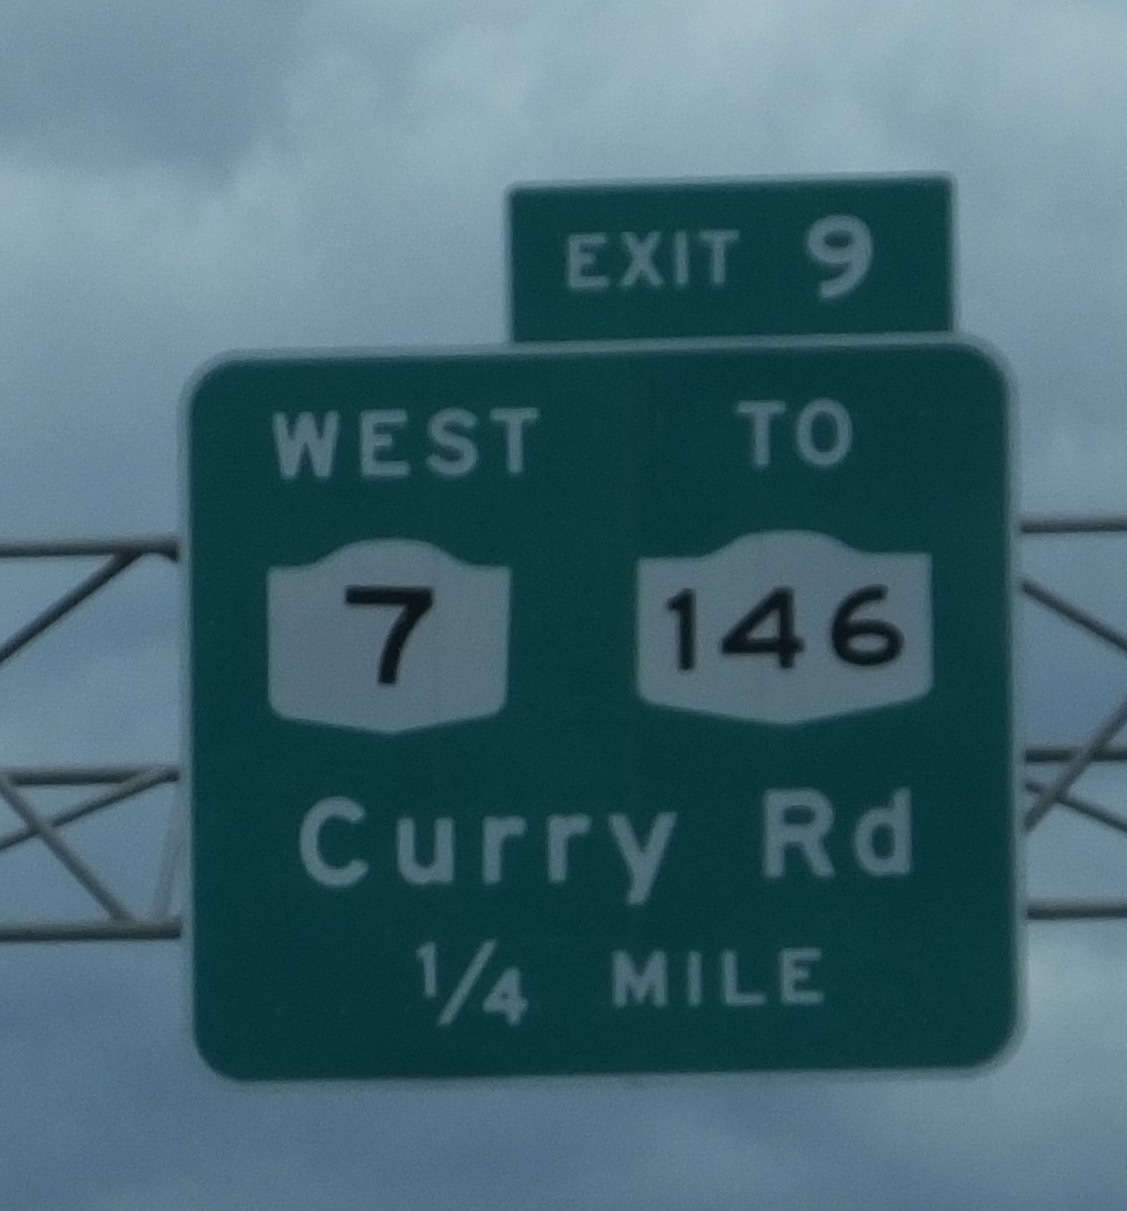 EXIT 9
WEST TO
7 146
Curry Rd
1/4 MILE